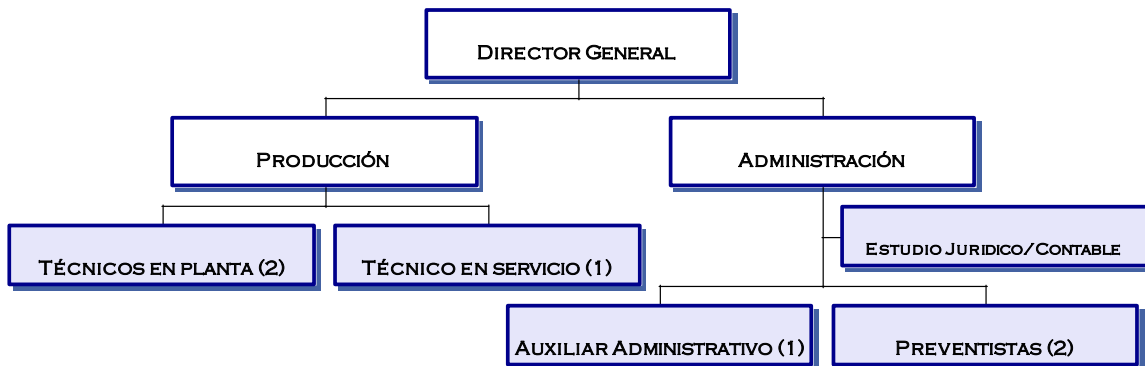 Director General
Producción
Administración
Técnicos en planta (2)
Técnico en servicio (1)
Estudio Juridico/Contable
Auxiliar Administrativo (1)
Preventistas (2)